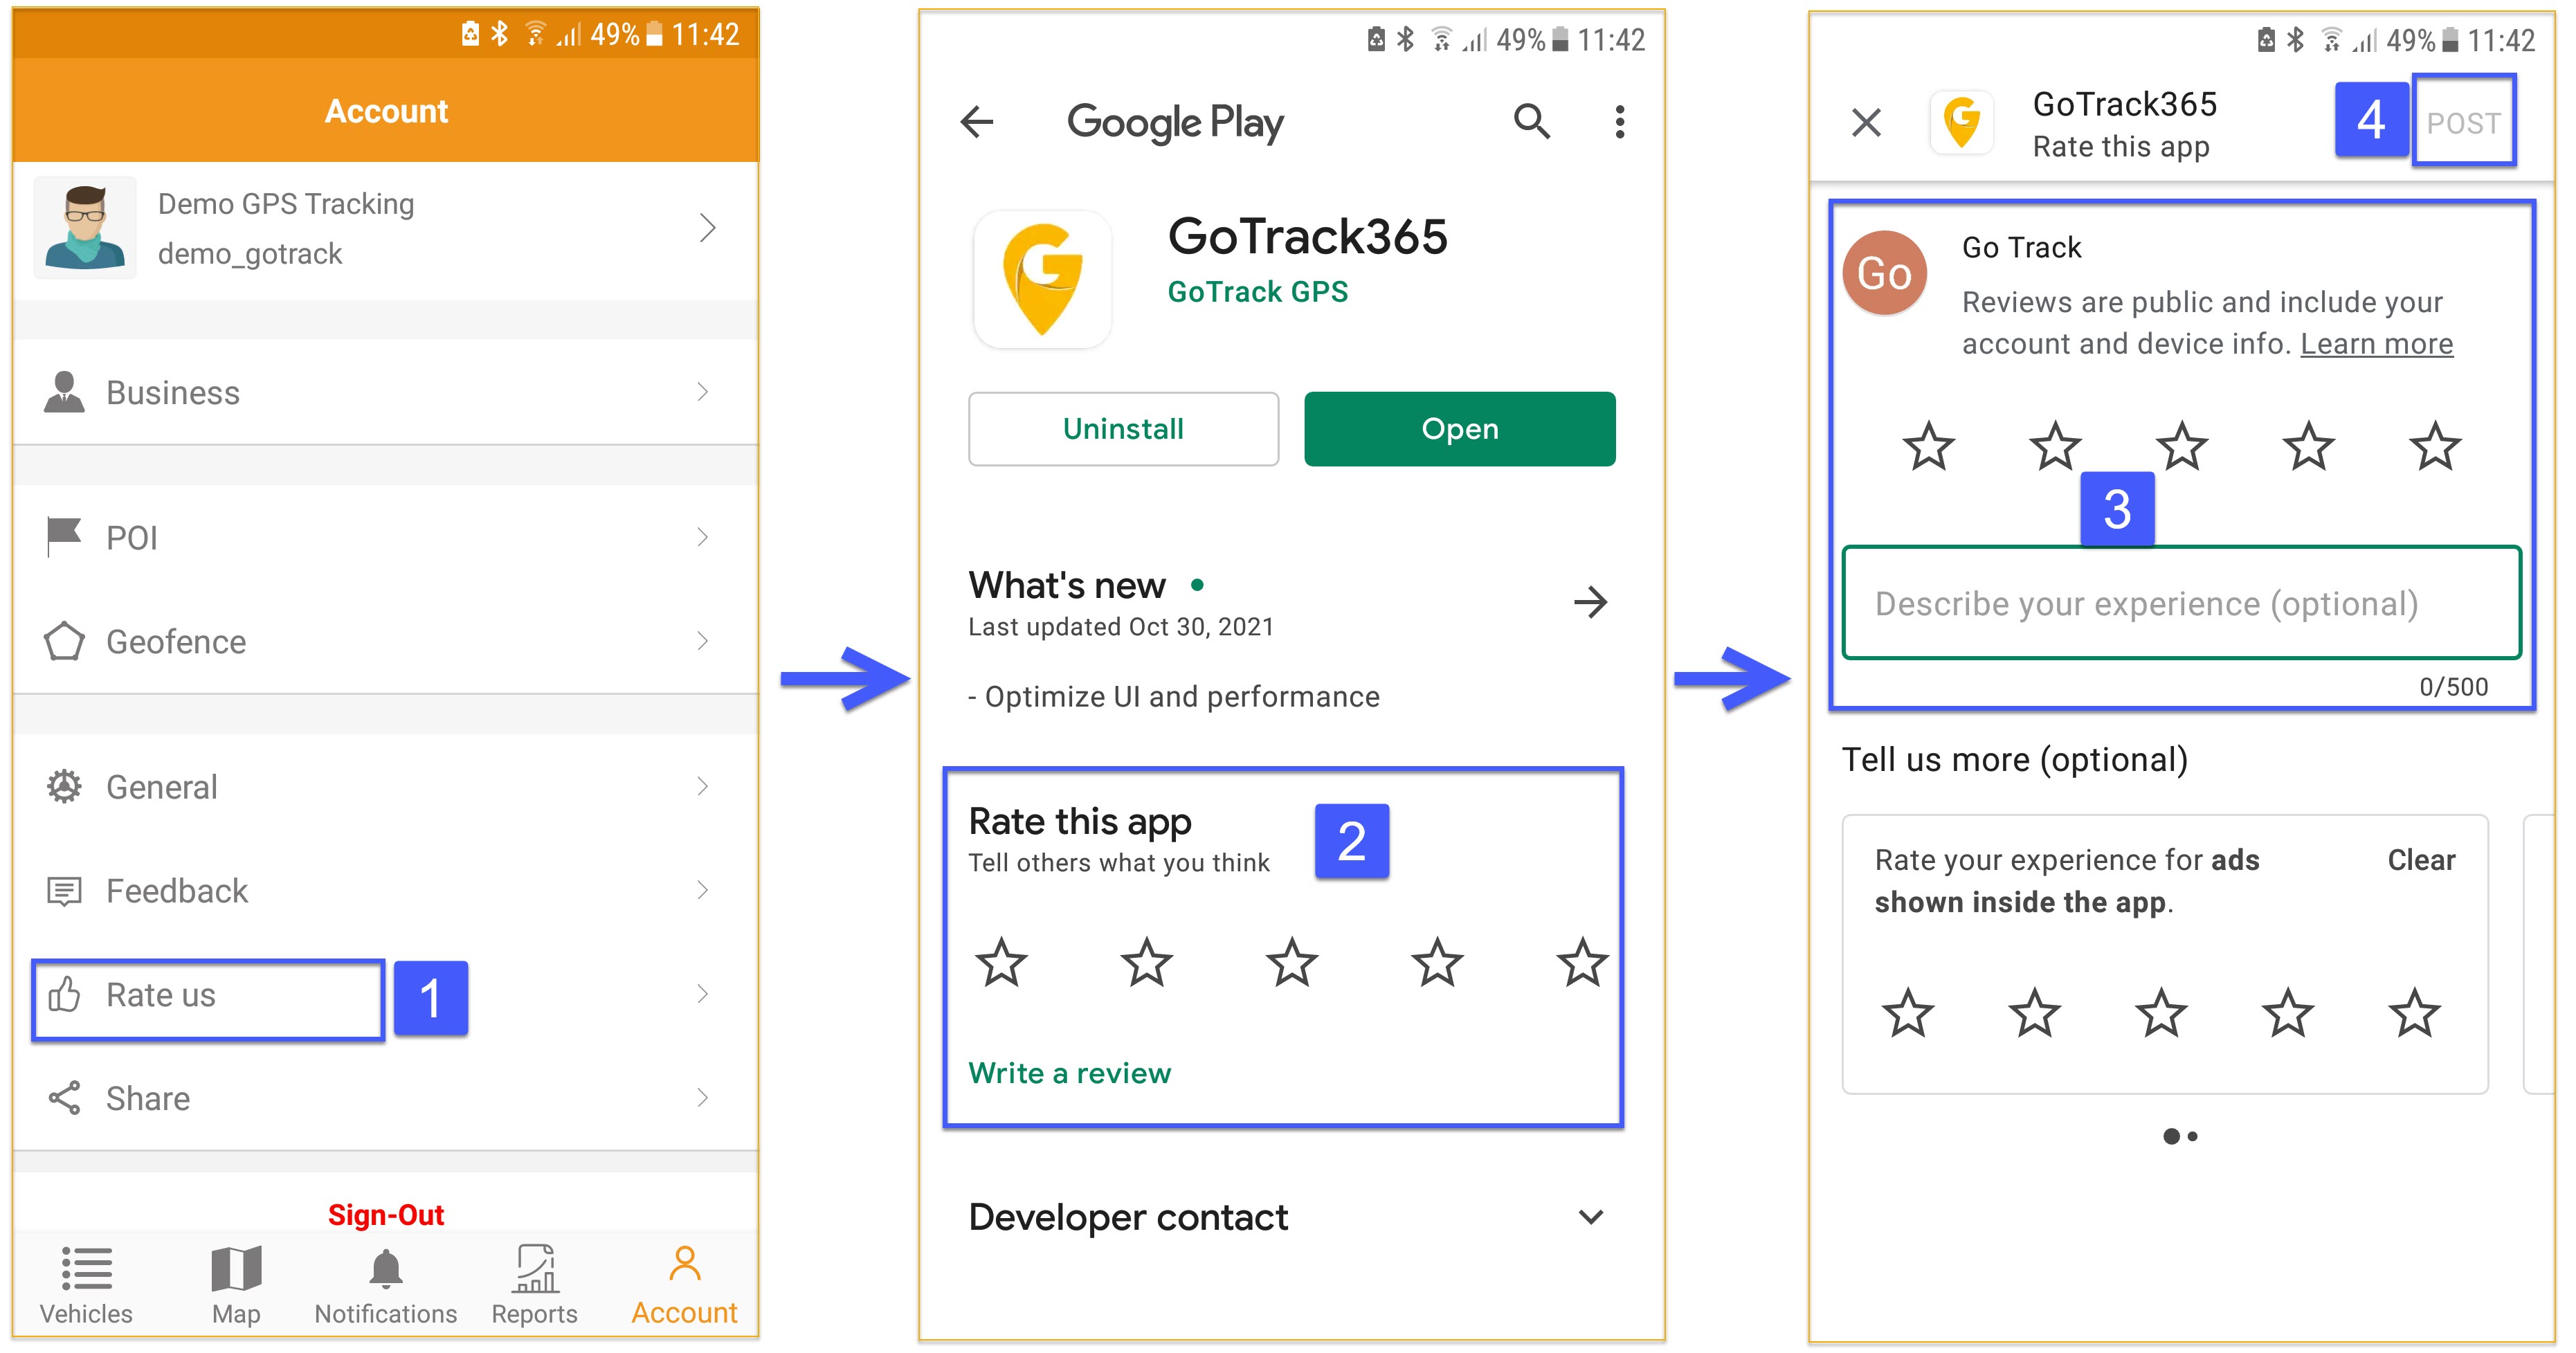 49% 11:42
Account
Demo GPS Tracking
demo_gotrack
Business
POI
Geofence
General
Feedback
Rate us
1
Share
Sign-Out
Vehicles
Map
Notifications
Reports
Account
49% 11:42
Google Play
G
GoTrack365
GoTrack GPS
Uninstall
Open
What's new
Last updated Oct 30, 2021
- Optimize UI and performance
Rate this app
2
Tell others what you think
Write a review
Developer contact
49% 11:42
G
GoTrack365
Rate this app
4
POST
Go
Go Track
Reviews are public and include your
account and device info. Learn more
3
Describe your experience (optional)
0/500
Tell us more (optional)
Rate your experience for ads
shown inside the app.
Clear